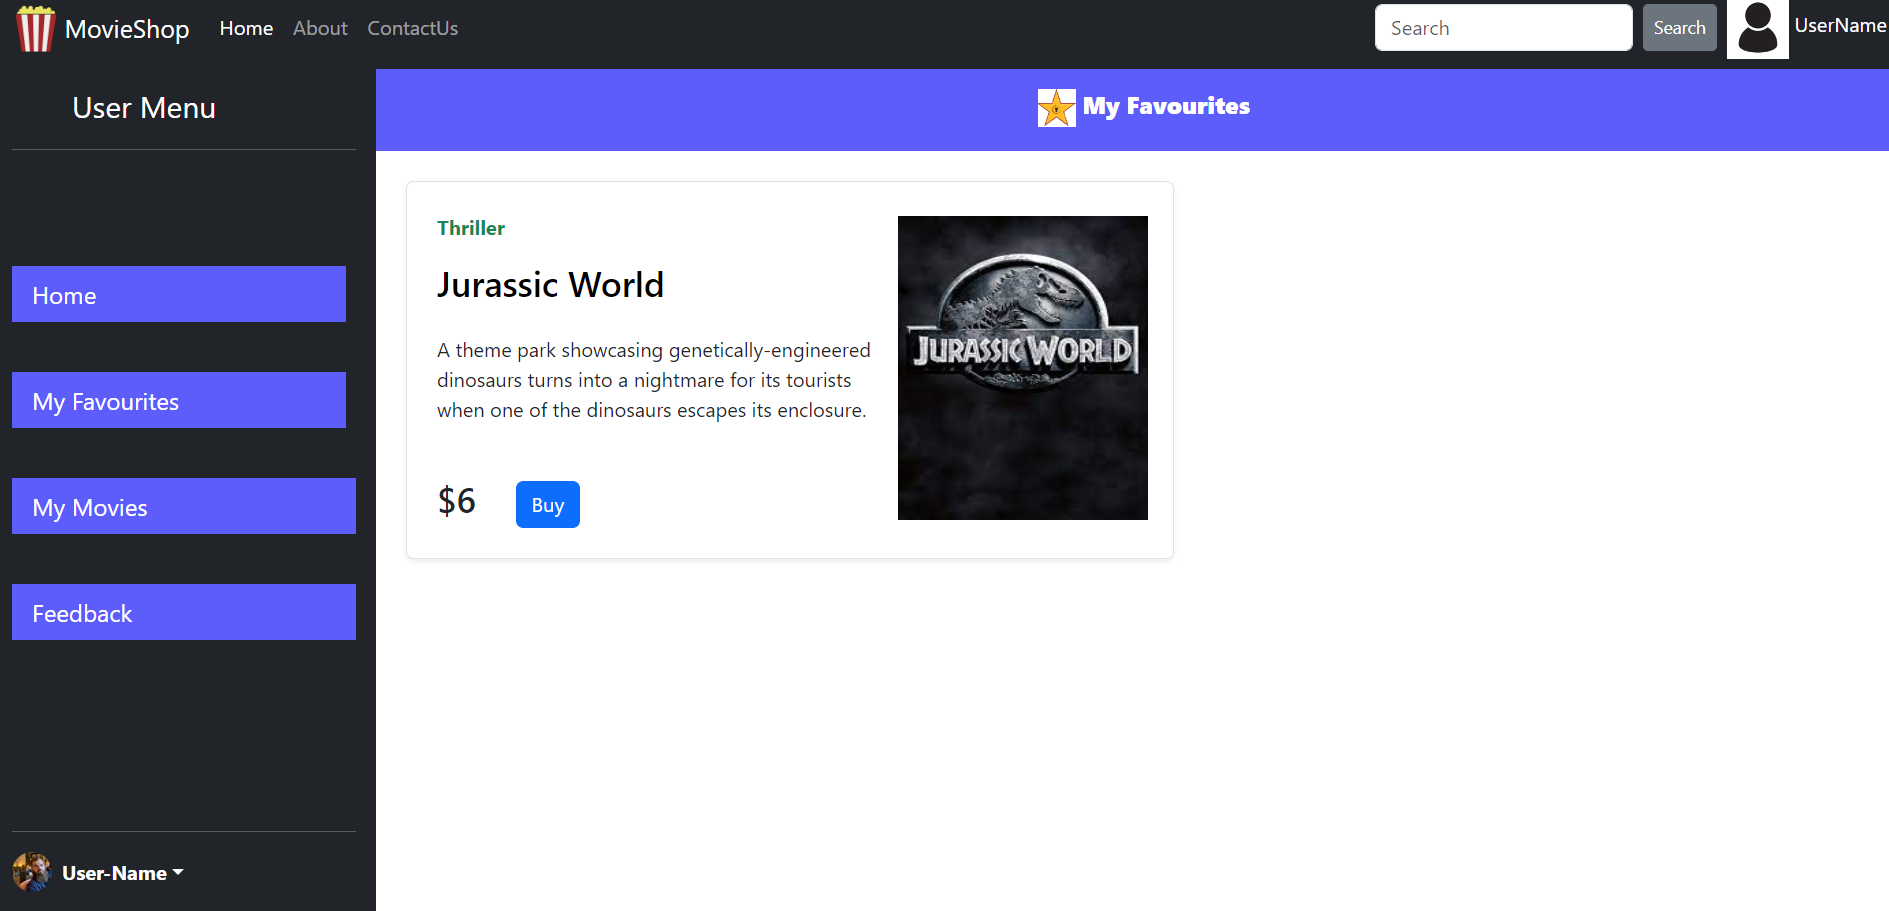 MovieShop
Home
About
ContactUs
Search
Search
UserName
User Menu
Home
My Favourites
My Movies
Feedback
User-Name
My Favourites
Thriller
Jurassic World
A theme park showcasing genetically-engineered
dinosaurs turns into a nightmare for its tourists
when one of the dinosaurs escapes its enclosure.
$6
Buy
JURASSIC WORLD